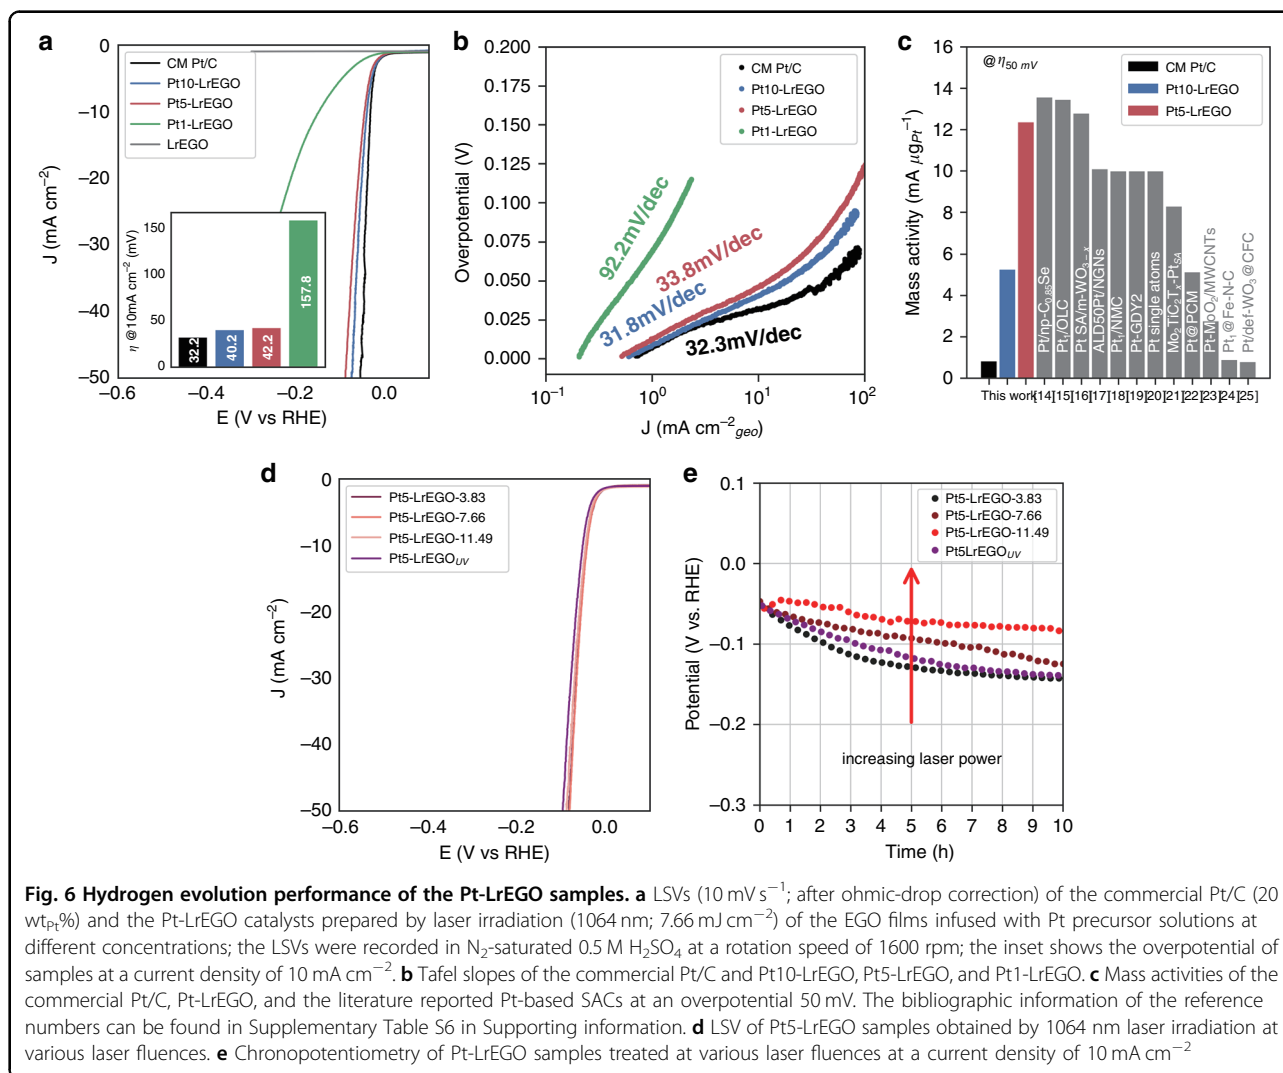 a
0
−10
−20
−30
−40
−50
J (mA cm−2)
CM Pt/C
Pt10-LrEGO
Pt5-LrEGO
Pt1-LrEGO
LrEGO
150
100
50
0
η @10mA cm−2 (mV)
32.2
40.2
42.2
157.8
−0.6 −0.4 −0.2 0.0
E (V vs RHE)
b
0.200
0.175
0.150
0.125
0.100
0.075
0.050
0.025
0.000
Overpotential (V)
CM Pt/C
Pt10-LrEGO
Pt5-LrEGO
Pt1-LrEGO
92.2mV/dec
33.8mV/dec
31.8mV/dec
32.3mV/dec
10−1 100 101 102
J (mA cm−2geo)
c
16
14
12
10
8
6
4
2
0
Mass activity (mA μgPt−1)
@η50 mV
CM Pt/C
Pt10-LrEGO
Pt5-LrEGO
Pt/np-C0.85Se
Pt1/OLC
Pt SA/m-WO3−x
ALD50Pt/NGNs
Pt1/NMC
Pt-GDY2
Pt single atoms
Mo2TiC2Tx-PtSA
Pt@PCM
Pt-MoO2/MWCNTs
Pt1@Fe-N-C
Pt/def-WO3@CFC
This work[14][15][16][17][18][19][20][21][22][23][24][25]
d
0
−10
−20
−30
−40
−50
J (mA cm−2)
Pt5-LrEGO-3.83
Pt5-LrEGO-7.66
Pt5-LrEGO-11.49
Pt5-LrEGOUV
−0.6 −0.4 −0.2 0.0
E (V vs RHE)
e
0.1
0.0
−0.1
−0.2
−0.3
Potential (V vs. RHE)
Pt5-LrEGO-3.83
Pt5-LrEGO-7.66
Pt5-LrEGO-11.49
Pt5LrEGOUV
increasing laser power
0 1 2 3 4 5 6 7 8 9 10
Time (h)
Fig. 6 Hydrogen evolution performance of the Pt-LrEGO samples. a LSVs (10 mV s−1; after ohmic-drop correction) of the commercial Pt/C (20
wtPt%) and the Pt-LrEGO catalysts prepared by laser irradiation (1064 nm; 7.66 mJ cm−2) of the EGO films infused with Pt precursor solutions at
different concentrations; the LSVs were recorded in N2-saturated 0.5 M H2SO4 at a rotation speed of 1600 rpm; the inset shows the overpotential of
samples at a current density of 10 mA cm−2. b Tafel slopes of the commercial Pt/C and Pt10-LrEGO, Pt5-LrEGO, and Pt1-LrEGO. c Mass activities of the
commercial Pt/C, Pt-LrEGO, and the literature reported Pt-based SACs at an overpotential 50 mV. The bibliographic information of the reference
numbers can be found in Supplementary Table S6 in Supporting information. d LSV of Pt5-LrEGO samples obtained by 1064 nm laser irradiation at
various laser fluences. e Chronopotentiometry of Pt-LrEGO samples treated at various laser fluences at a current density of 10 mA cm−2